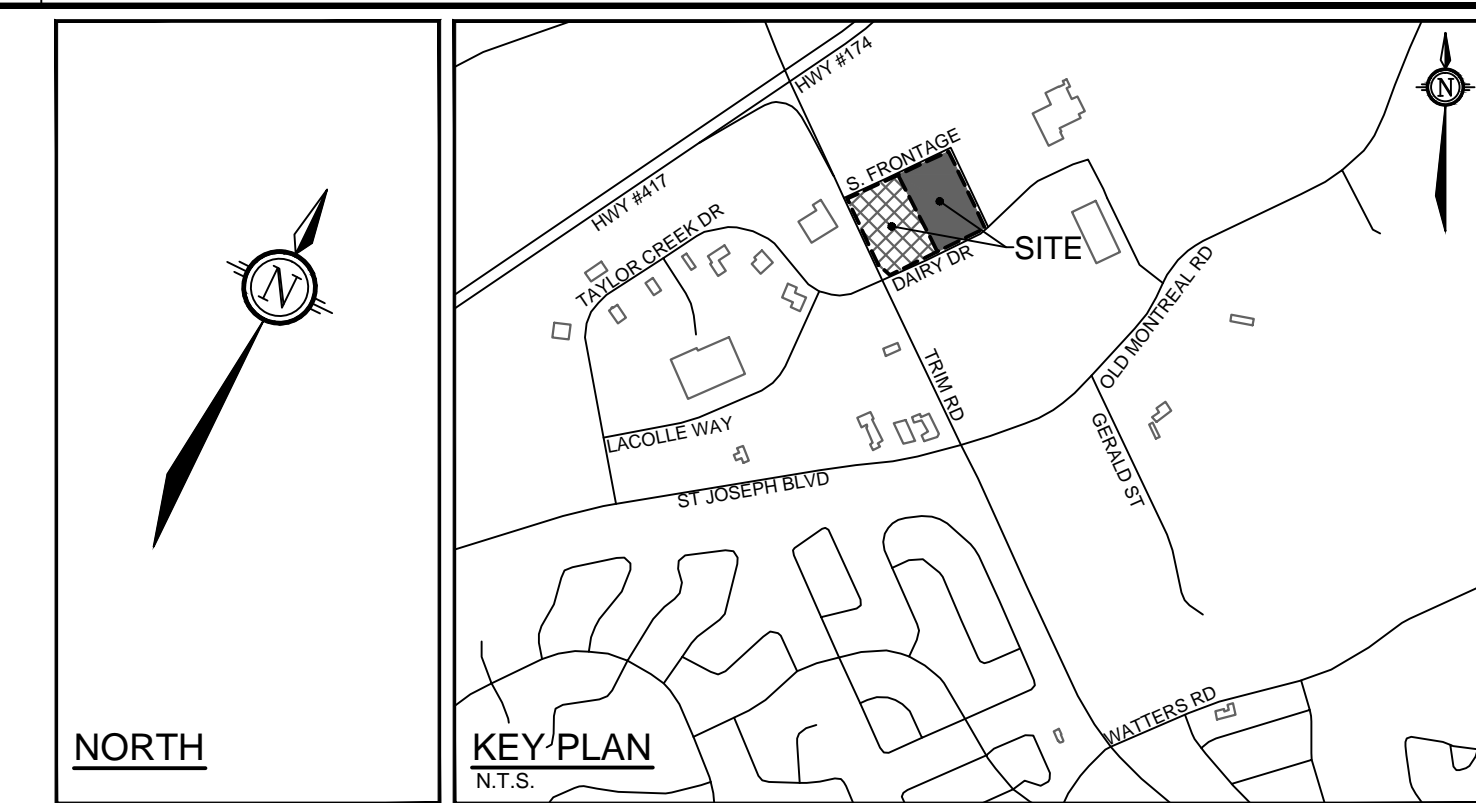 N
NORTH
HWY #174
N
S. FRONTAGE
HWY #417
TAYLOR CREEK DR
SITE
DAIRY DR
OLD MONTREAL RD
TRIM RD
LACOLLE WAY
GERALD ST
ST JOSEPH BLVD
WATTERS RD
KEY PLAN
N.T.S.